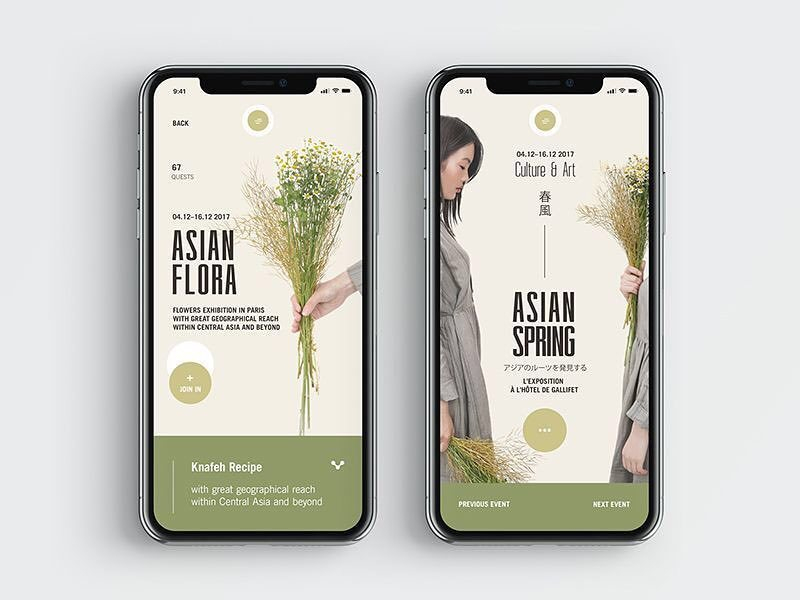 9:41
BACK
67
QUESTS
04.12–16.12 2017
ASIAN
FLORA
FLOWERS EXHIBITION IN PARIS
WITH GREAT GEOGRAPHICAL REACH
WITHIN CENTRAL ASIA AND BEYOND
+
JOIN IN
Knafeh Recipe
with great geographical reach
within Central Asia and beyond
9:41
04.12–16.12 2017
Culture & Art
春
風
ASIAN
SPRING
アジアのルーツを発見する
L'EXPOSITION
À L'HÔTEL DE GALLIFET
PREVIOUS EVENT
NEXT EVENT